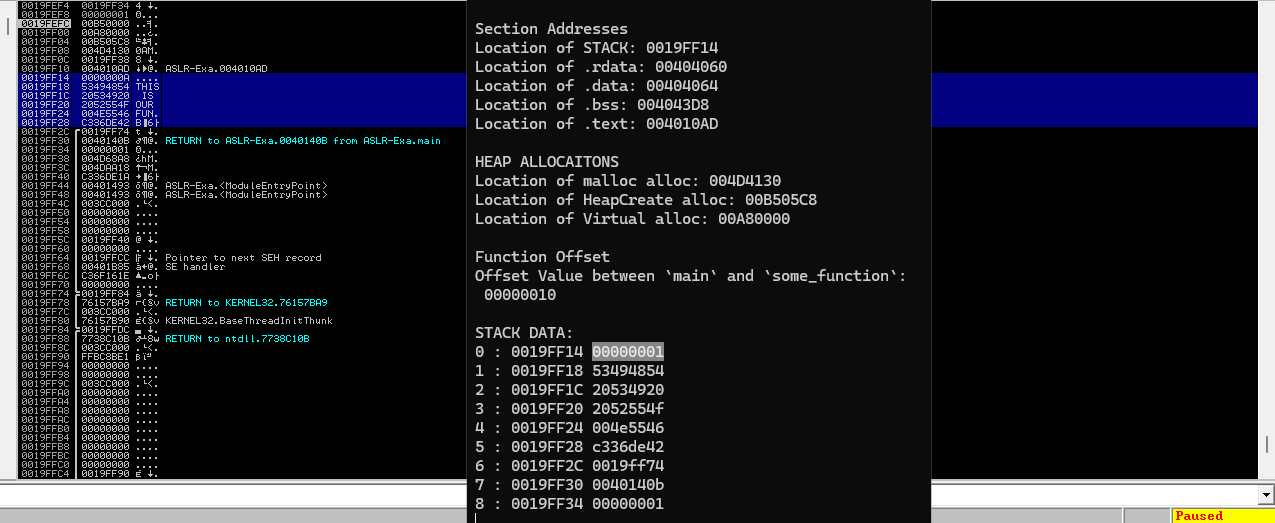 0019FEF4 0019FF34 4 ↓.
0019FEF8 00000001 0...
0019FEFC 00B50000
0019FF00 00A80000
0019FF04 00B505C8
0019FF08 004D4130 0AM.
0019FF0C 0019FF38 8 ↓.
0019FF10 004010AD ASLR-Exa.004010AD
0019FF14 0000000A ....
0019FF18 53494854 THIS
0019FF1C 20534920  IS
0019FF20 2052554F OUR
0019FF24 004E5546 FUN.
0019FF28 C336DE42
0019FF2C 0019FF74 t ↓.
0019FF30 0040140B RETURN to ASLR-Exa.0040140B from ASLR-Exa.main
0019FF34 00000001 0...
0019FF38 004D68A8
0019FF3C 004DAA18
0019FF40 C336DE1A
0019FF44 00401493 ASLR-Exa.<ModuleEntryPoint>
0019FF48 00401493 ASLR-Exa.<ModuleEntryPoint>
0019FF4C 003CC000
0019FF50 00000000 ....
0019FF54 00000000 ....
0019FF58 00000000 ....
0019FF5C 0019FF40 @ ↓.
0019FF60 00000000 ....
0019FF64 0019FFCC Pointer to next SEH record
0019FF68 00401B85 SE handler
0019FF6C C36F161E
0019FF70 00000000 ....
0019FF74 0019FF84
0019FF78 76157BA9 RETURN to KERNEL32.76157BA9
0019FF7C 003CC000
0019FF80 76157B90 KERNEL32.BaseThreadInitThunk
0019FF84 0019FFDC
0019FF88 7738C10B RETURN to ntdll.7738C10B
0019FF8C 003CC000
0019FF90 FFBC8BE1
0019FF94 00000000 ....
0019FF98 00000000 ....
0019FF9C 003CC000
0019FFA0 00000000 ....
0019FFA4 00000000 ....
0019FFA8 00000000 ....
0019FFAC 00000000 ....
0019FFB0 00000000 ....
0019FFB4 00000000 ....
0019FFB8 00000000 ....
0019FFBC 00000000 ....
0019FFC0 00000000 ....
0019FFC4 0019FF90
Section Addresses
Location of STACK: 0019FF14
Location of .rdata: 00404060
Location of .data: 00404064
Location of .bss: 004043D8
Location of .text: 004010AD
HEAP ALLOCAITONS
Location of malloc alloc: 004D4130
Location of HeapCreate alloc: 00B505C8
Location of Virtual alloc: 00A80000
Function Offset
Offset Value between `main` and `some_function`:
00000010
STACK DATA:
0 : 0019FF14 00000001
1 : 0019FF18 53494854
2 : 0019FF1C 20534920
3 : 0019FF20 2052554f
4 : 0019FF24 004e5546
5 : 0019FF28 c336de42
6 : 0019FF2C 0019ff74
7 : 0019FF30 0040140b
8 : 0019FF34 00000001
Paused